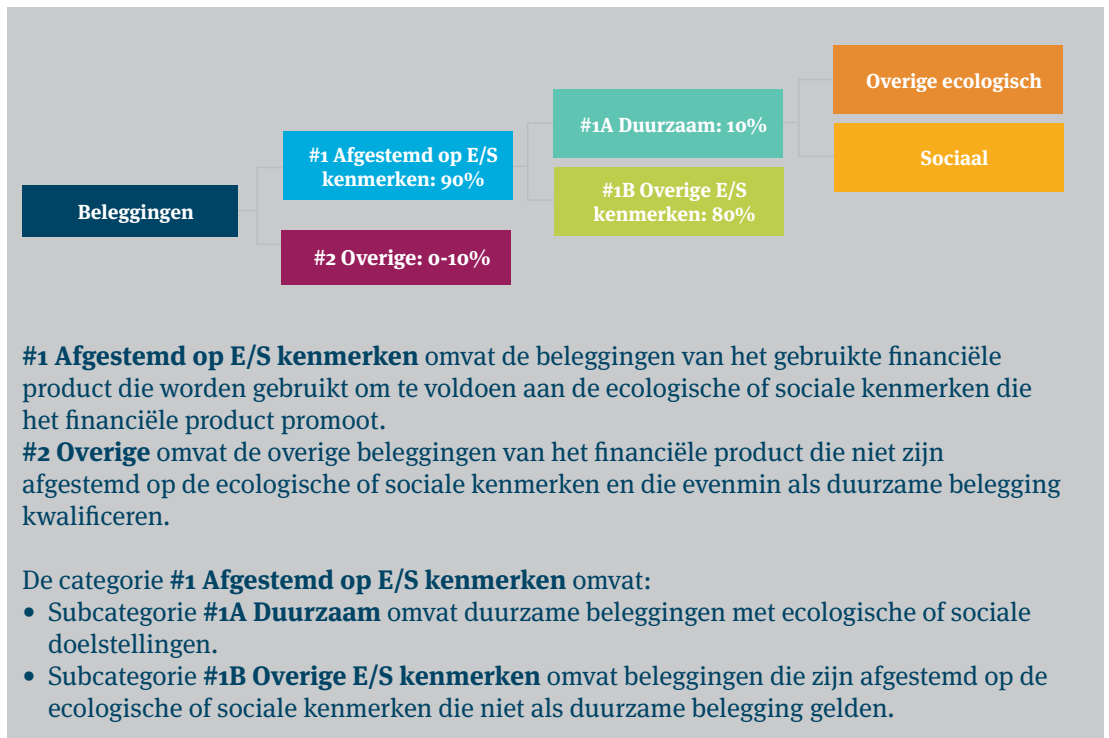 Overige ecologisch
#1A Duurzaam: 10%
#1 Afgestemd op E/S
kenmerken: 90%
Sociaal
#1B Overige E/S
kenmerken: 80%
Beleggingen
#2 Overige: 0-10%
#1 Afgestemd op E/S kenmerken omvat de beleggingen van het gebruikte financiële
product die worden gebruikt om te voldoen aan de ecologische of sociale kenmerken die
het financiële product promoot.
#2 Overige omvat de overige beleggingen van het financiële product die niet zijn
afgestemd op de ecologische of sociale kenmerken en die evenmin als duurzame belegging
kwalificeren.
De categorie #1 Afgestemd op E/S kenmerken omvat:
• Subcategorie #1A Duurzaam omvat duurzame beleggingen met ecologische of sociale
doelstellingen.
• Subcategorie #1B Overige E/S kenmerken omvat beleggingen die zijn afgestemd op de
ecologische of sociale kenmerken die niet als duurzame belegging gelden.